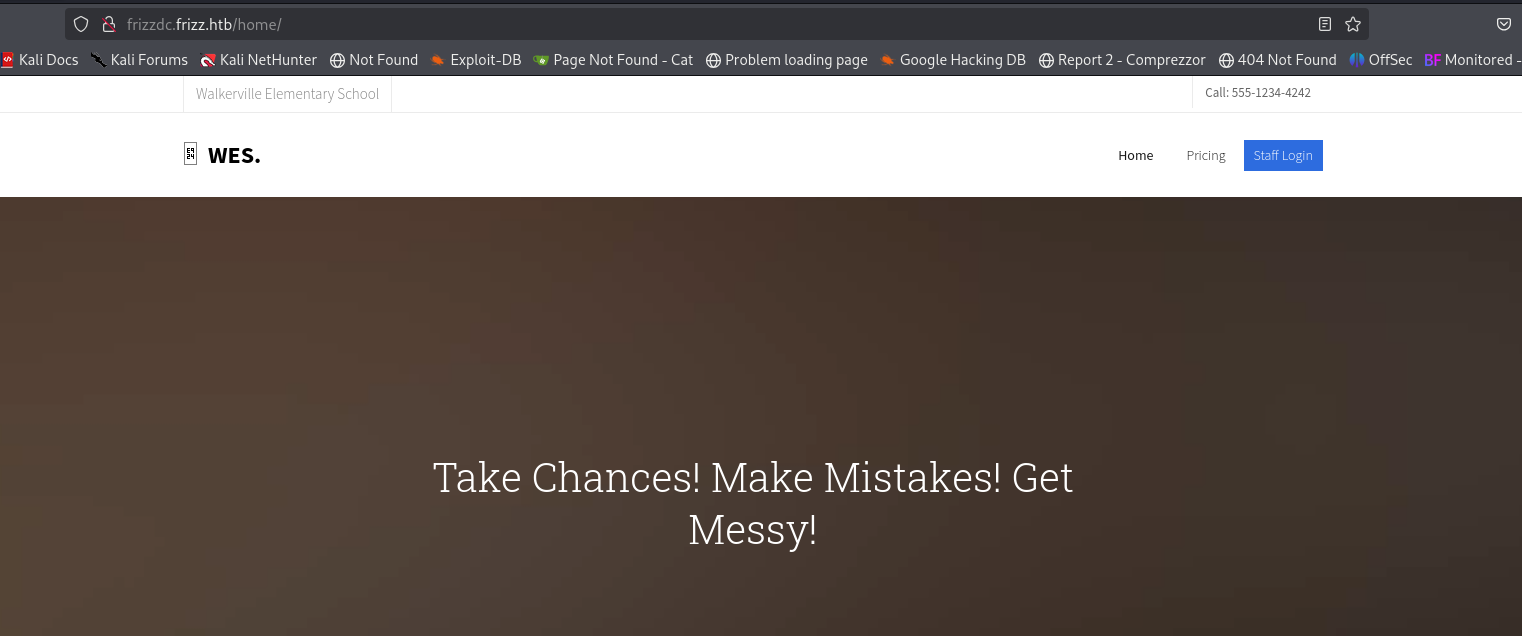 frizzdc.frizz.htb/home/
Kali Docs Kali Forums Kali NetHunter Not Found Exploit-DB Page Not Found - Cat Problem loading page Google Hacking DB Report 2 - Comprezzor 404 Not Found OffSec BF Monitored -
Walkerville Elementary School Call: 555-1234-4242
WES. Home Pricing Staff Login
Take Chances! Make Mistakes! Get
Messy!